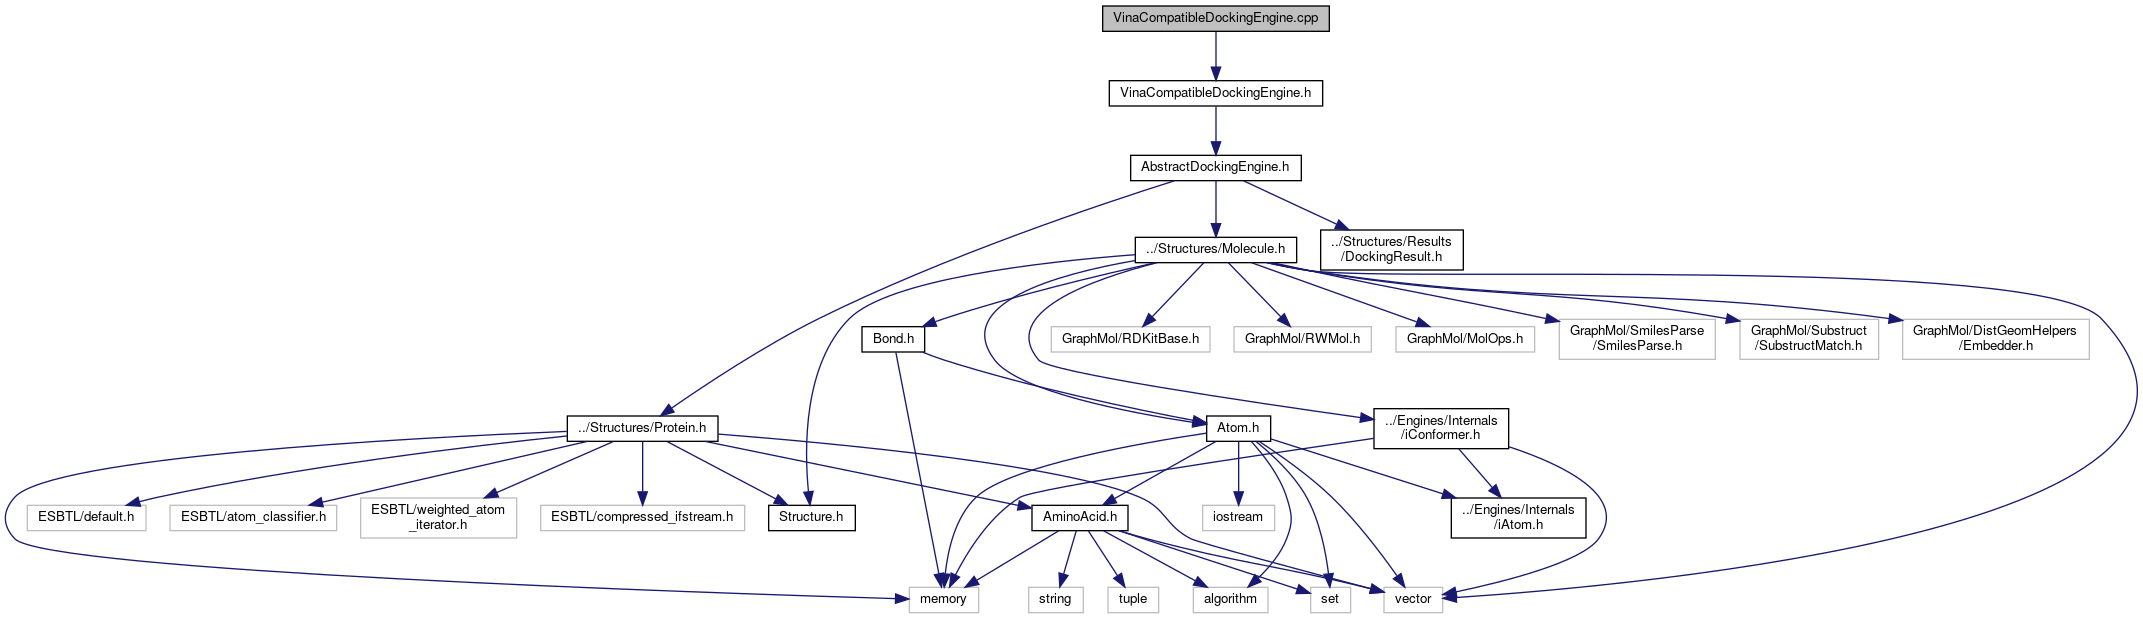 VinaCompatibleDockingEngine.cpp
VinaCompatibleDockingEngine.h
AbstractDockingEngine.h
../Structures/Molecule.h
../Structures/Results
/DockingResult.h
Bond.h
GraphMol/RDKitBase.h
GraphMol/RWMol.h
GraphMol/MolOps.h
GraphMol/SmilesParse
/SmilesParse.h
GraphMol/Substruct
/SubstructMatch.h
GraphMol/DistGeomHelpers
/Embedder.h
../Structures/Protein.h
Atom.h
../Engines/Internals
/iConformer.h
ESBTL/default.h
ESBTL/atom_classifier.h
ESBTL/weighted_atom
_iterator.h
ESBTL/compressed_ifstream.h
Structure.h
AminoAcid.h
iostream
../Engines/Internals
/iAtom.h
memory
string
tuple
algorithm
set
vector